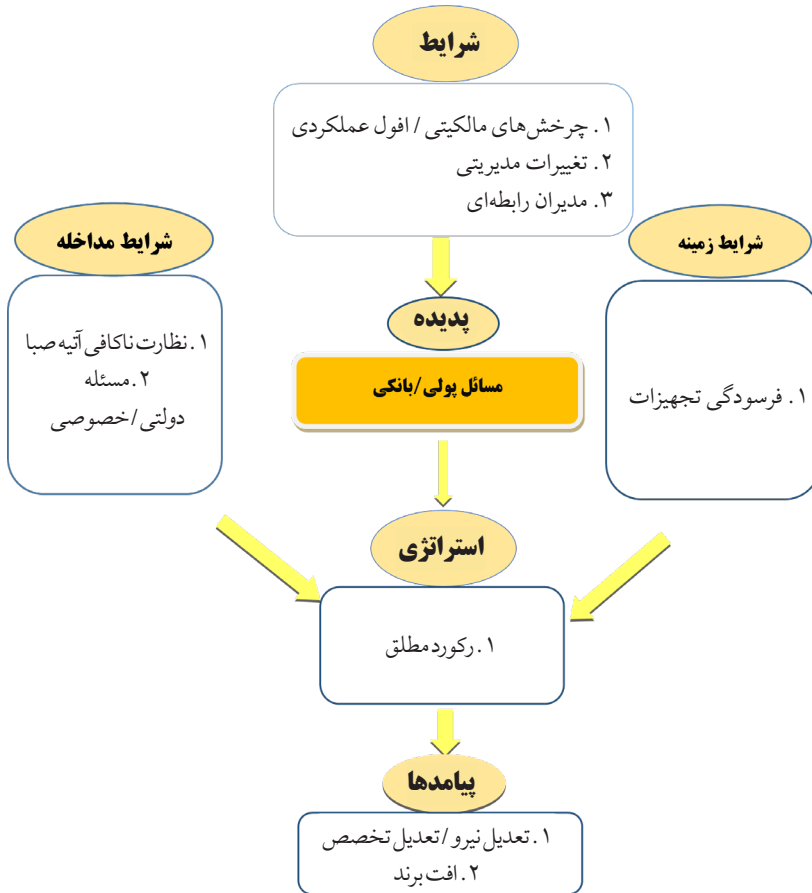 شرایط
۱. چرخش‌های مالکیتی / افول عملکردی
۲. تغییرات مدیریتی
۳. مدیران رابطه‌ای
شرایط مداخله
۱. نظارت ناکافی آتیه صبا
۲. مسئله
دولتی / خصوصی
شرایط زمینه
۱. فرسودگی تجهیزات
پدیده
مسائل پولی/بانکی
استراتژی
۱. رکورد مطلق
پیامدها
۱. تعدیل نیرو / تعدیل تخصص
۲. افت برند